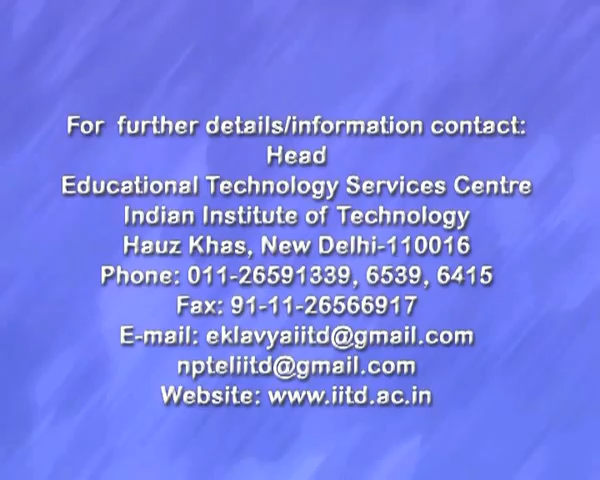 For further details/information contact:
Head
Educational Technology Services Centre
Indian Institute of Technology
Hauz Khas, New Delhi-110016
Phone: 011-26591339, 6539, 6415
Fax: 91-11-26566917
E-mail: eklavyaiitd@gmail.com
npteliitd@gmail.com
Website: www.iitd.ac.in